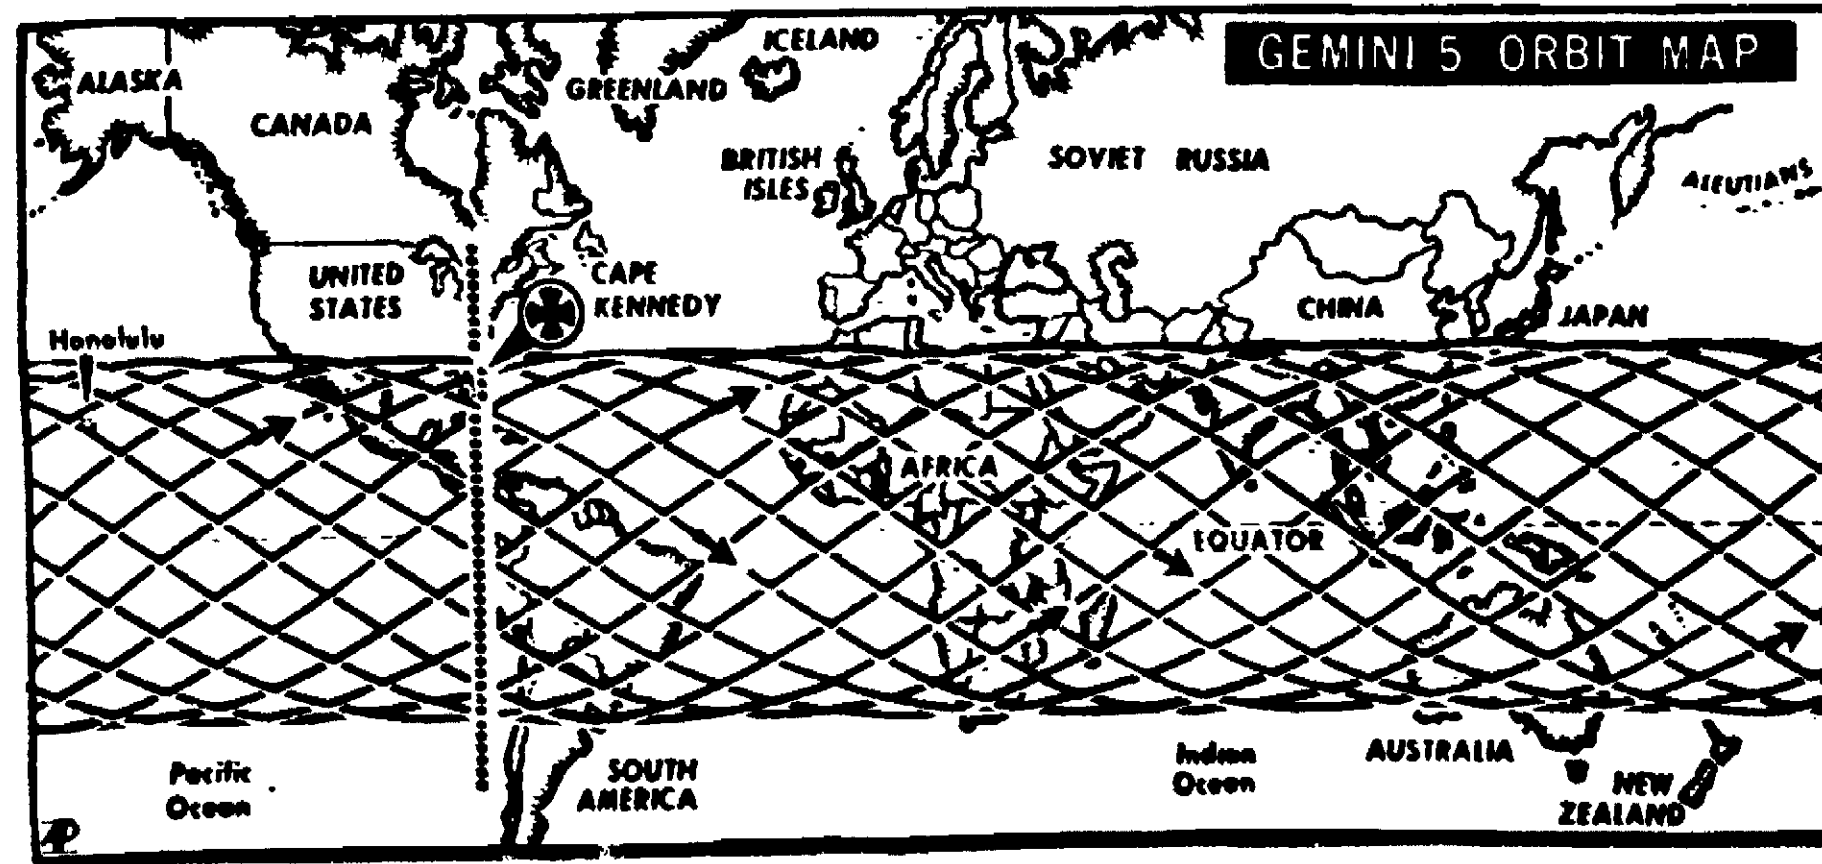 GEMINI 5 ORBIT MAP
ICELAND
ALASKA
GREENLAND
CANADA
BRITISH
ISLES
SOVIET RUSSIA
ALEUTIANS
UNITED
STATES
CAPE
KENNEDY
CHINA
JAPAN
Honolulu
AFRICA
EQUATOR
Pacific
Ocean
SOUTH
AMERICA
Indian
Ocean
AUSTRALIA
NEW
ZEALAND
AP